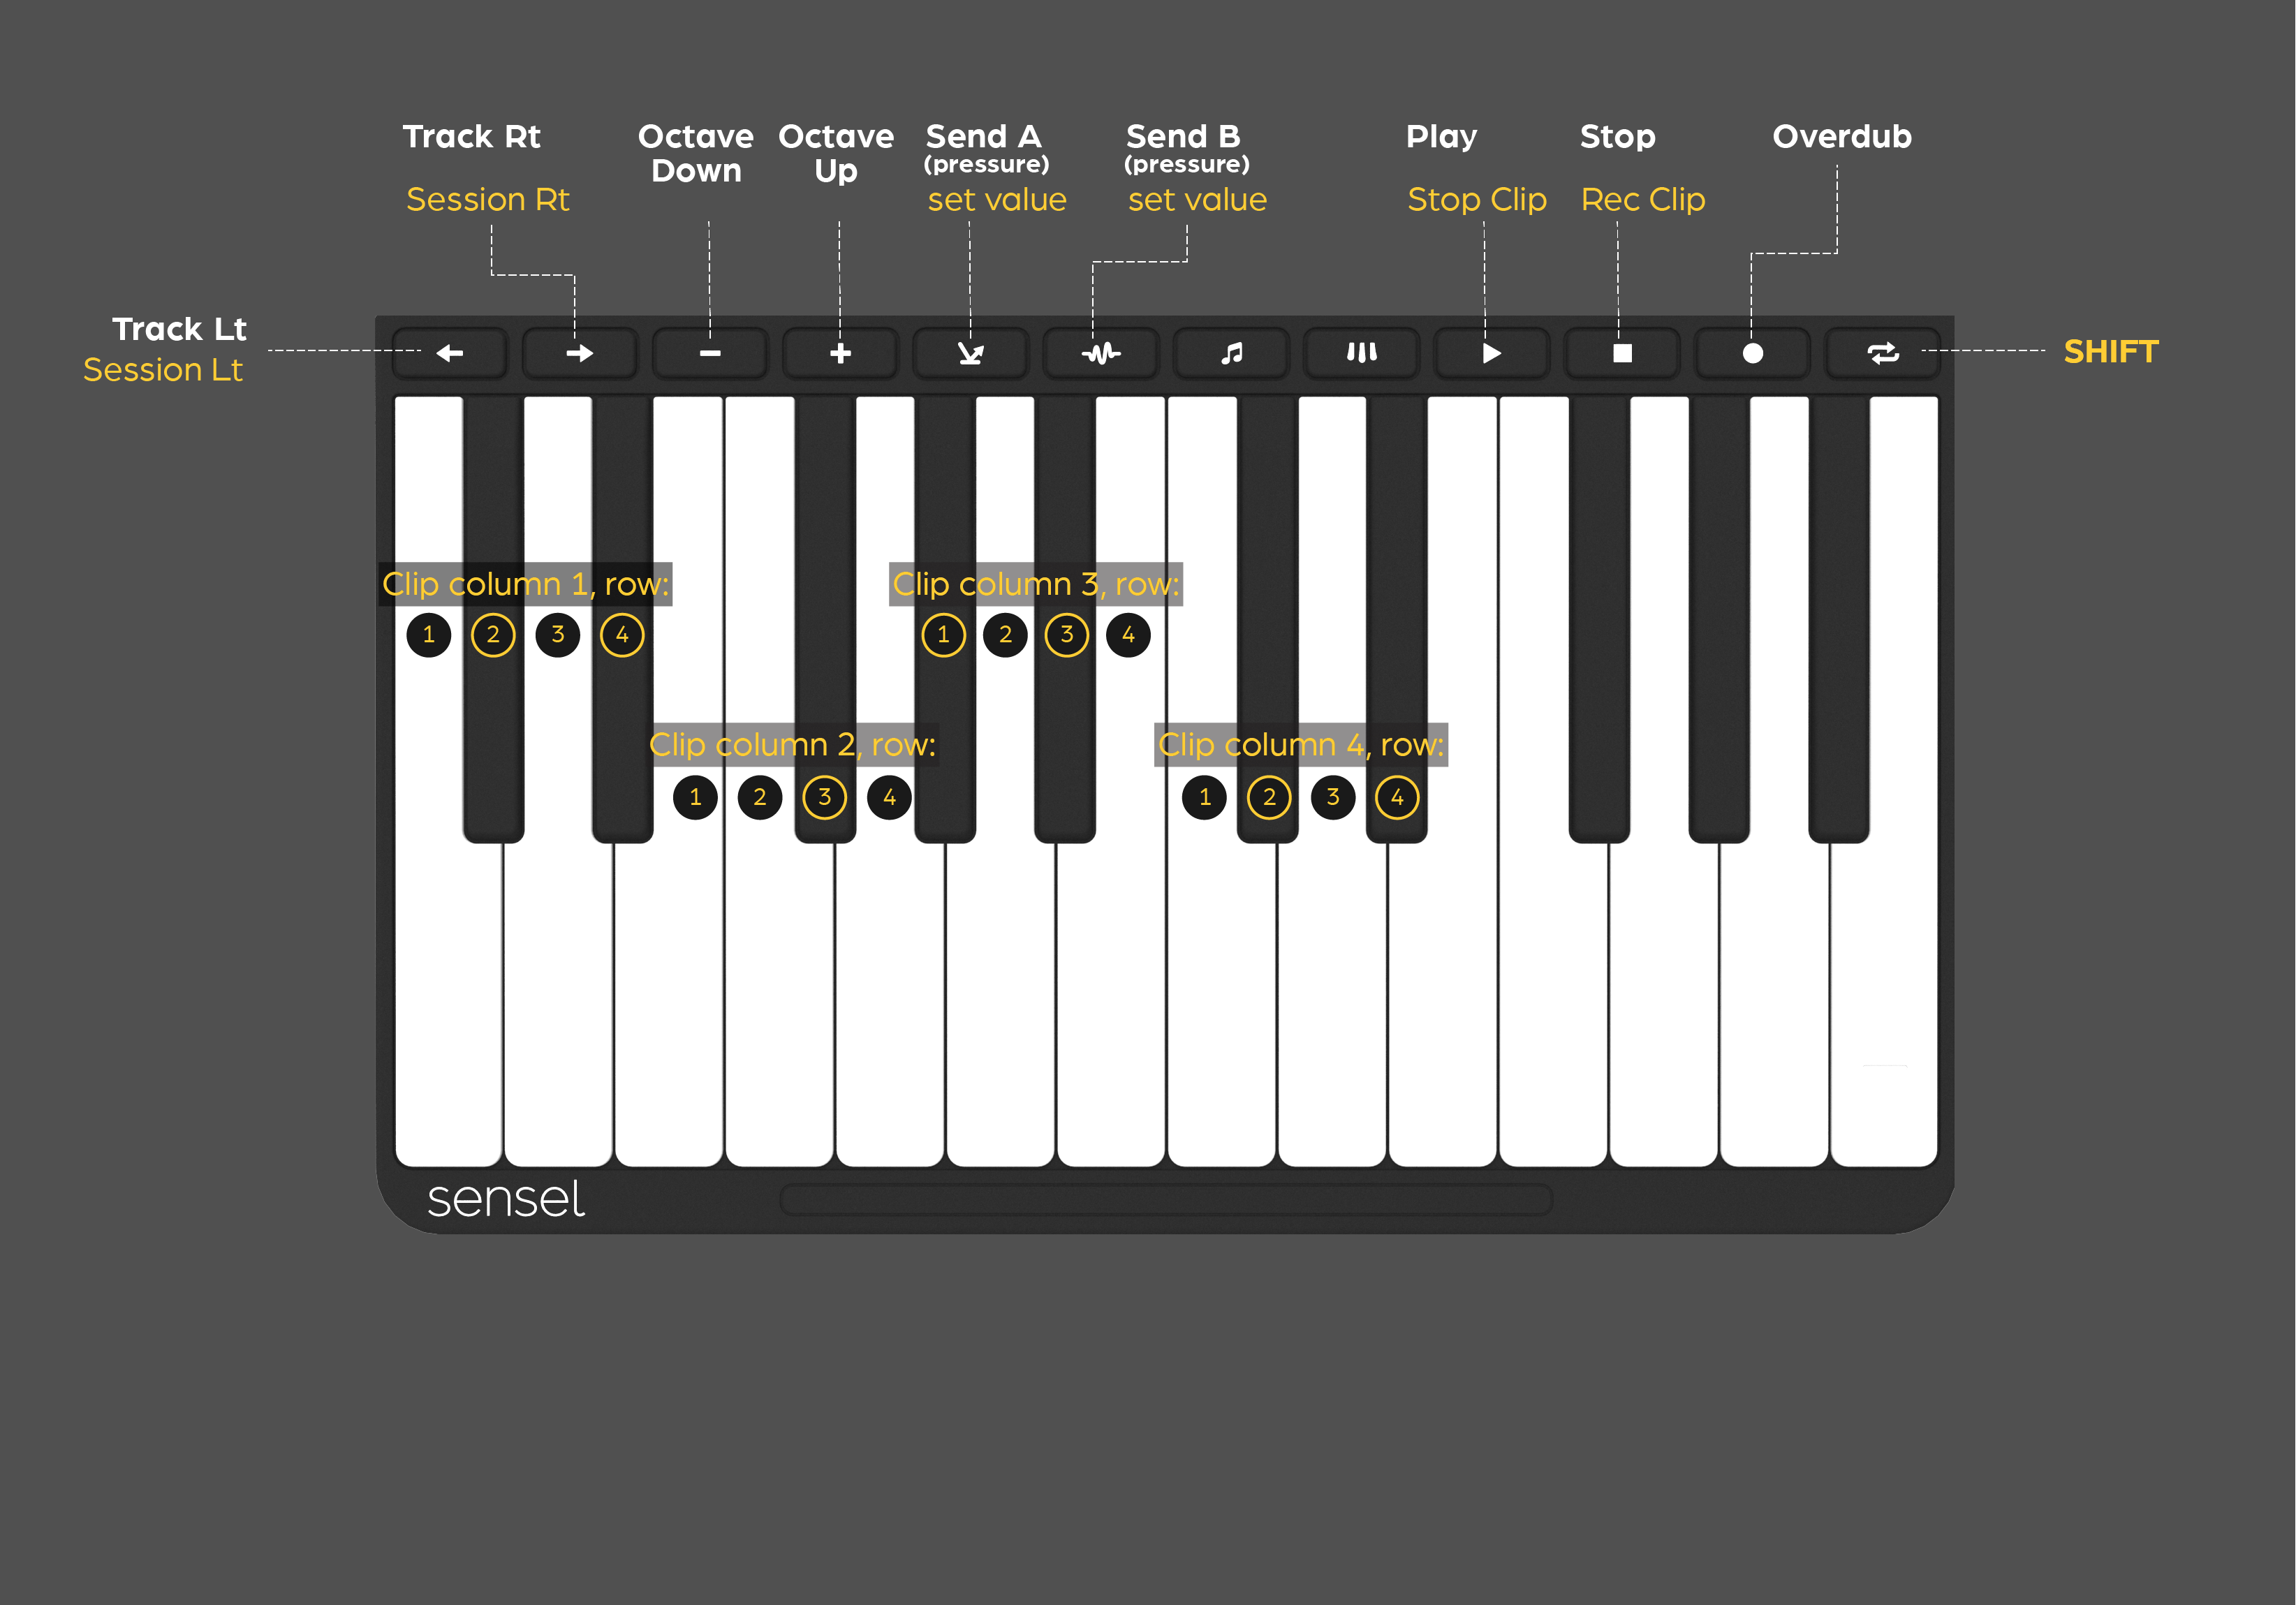 Track Rt
Session Rt
Octave
Down
Octave
Up
Send A
(pressure)
set value
Send B
(pressure)
set value
Play
Stop Clip
Stop
Rec Clip
Overdub
Track Lt
Session Lt
SHIFT
Clip column 1, row:
1 2 3 4
Clip column 3, row:
1 2 3 4
Clip column 2, row:
1 2 3 4
Clip column 4, row:
1 2 3 4
sensel